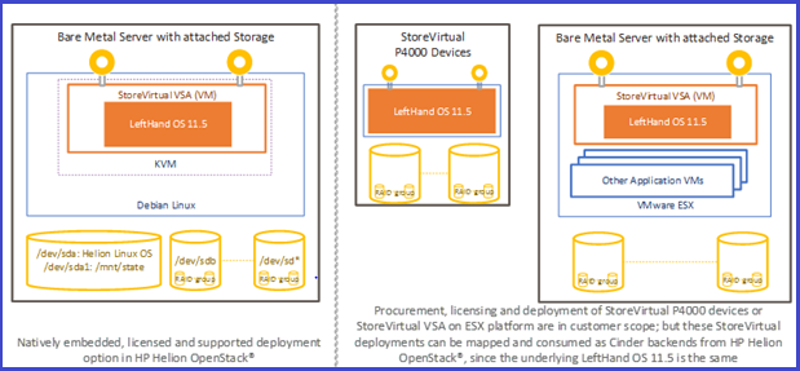 Bare Metal Server with attached Storage
StoreVirtual VSA (VM)
LeftHand OS 11.5
KVM
Debian Linux
/dev/sda: Helion Linux OS
/dev/sda1: /mnt/state
/dev/sdb
RAID group
/dev/sd*
RAID group
Natively embedded, licensed and supported deployment
option in HP Helion OpenStack®
StoreVirtual
P4000 Devices
LeftHand OS 11.5
RAID group
RAID group
Bare Metal Server with attached Storage
StoreVirtual VSA (VM)
LeftHand OS 11.5
Other Application VMs
VMware ESX
RAID group
RAID group
Procurement, licensing and deployment of StoreVirtual P4000 devices or
StoreVirtual VSA on ESX platform are in customer scope; but these StoreVirtual
deployments can be mapped and consumed as Cinder backends from HP Helion
OpenStack®, since the underlying LeftHand OS 11.5 is the same